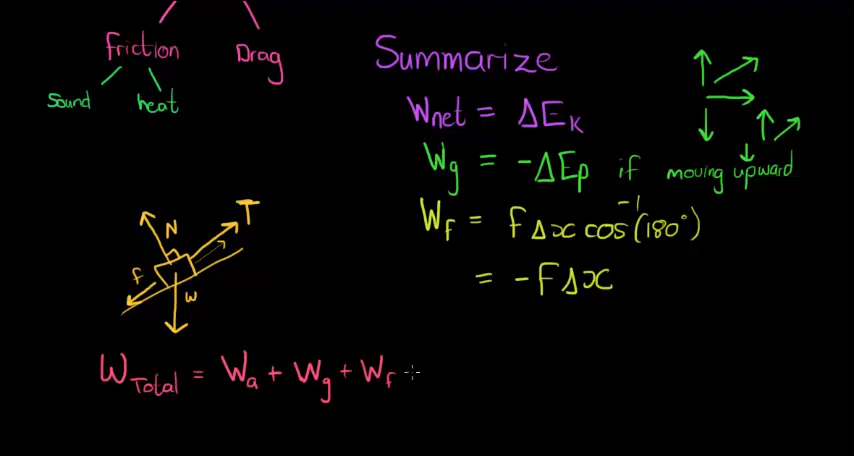 Friction
Drag
Sound
heat
Summarize
Wnet = ΔEK
Wg = -ΔEp if moving upward
Wf = FΔx cos(180°)
-1
= -FΔx
N
T
f
W
WTotal = Wa + Wg + Wf